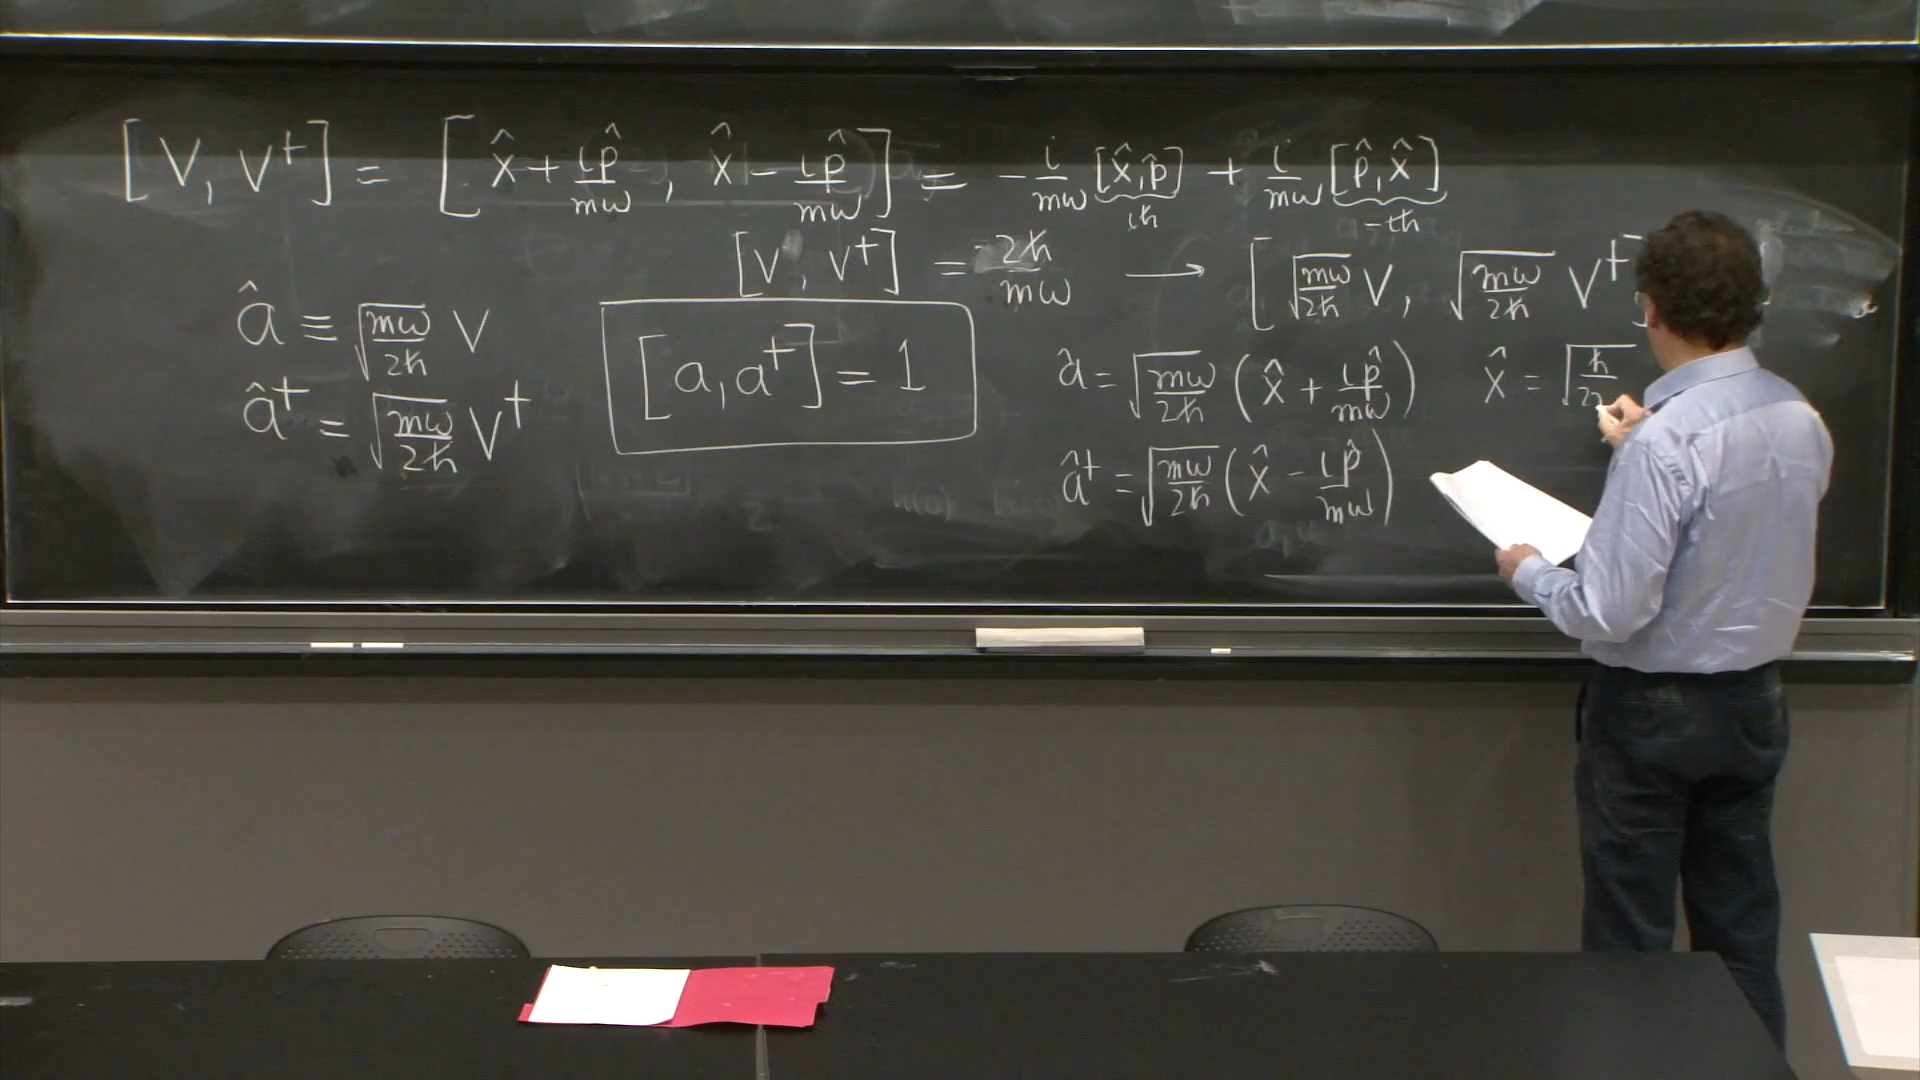 [V, V†] = [x̂ + ip̂/mω, x̂ − ip̂/mω] = − i/mω [x̂,p̂] + i/mω [p̂,x̂]
iħ −iħ
[V, V†] = 2ħ/mω → [√(mω/2ħ) V, √(mω/2ħ) V†]
â ≡ √(mω/2ħ) V
↠= √(mω/2ħ) V†
[a, a†] = 1
â = √(mω/2ħ) (x̂ + ip̂/mω) x̂ = √(ħ/2
↠= √(mω/2ħ) (x̂ − ip̂/mω)